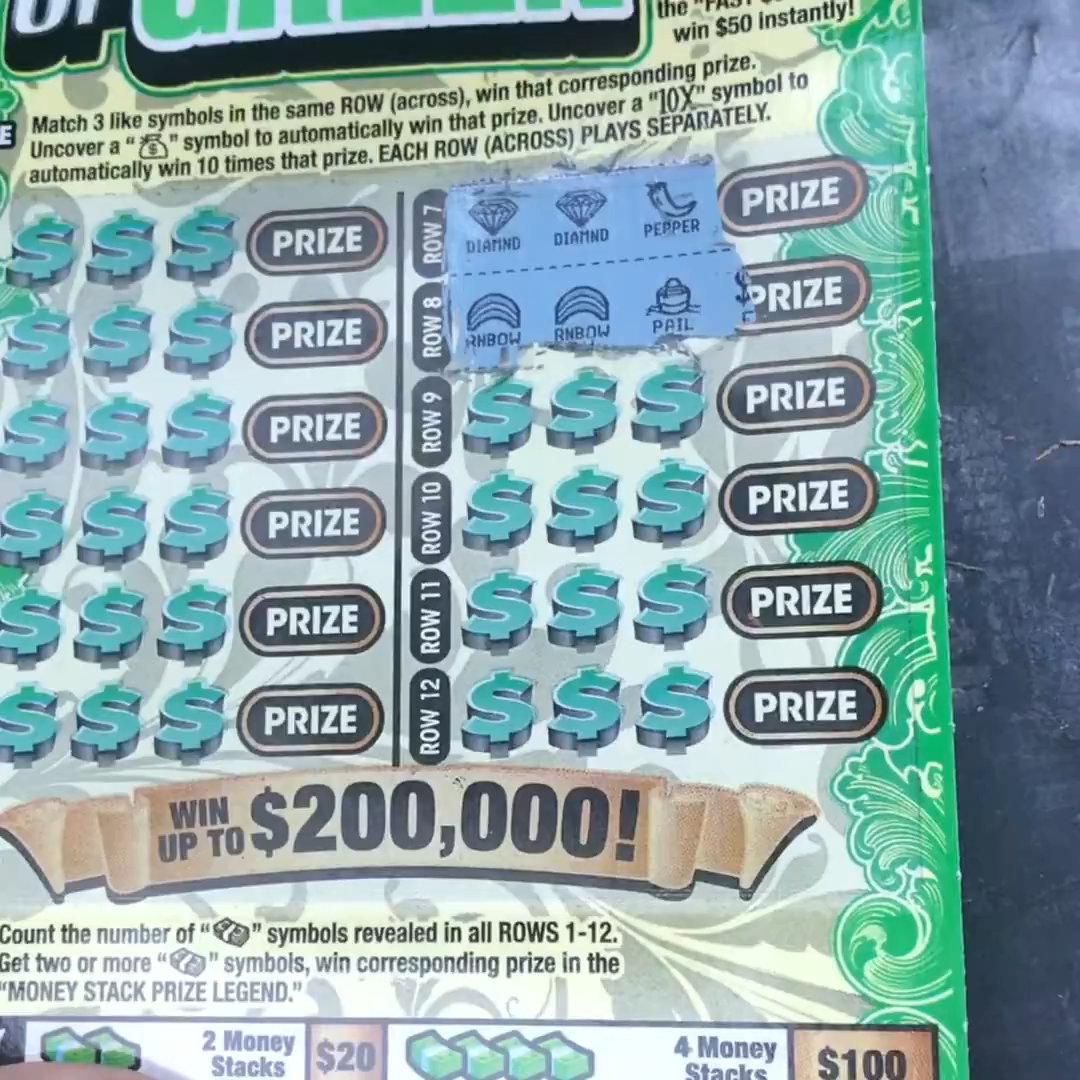 OF GREEN
the "FAST
win $50 instantly!
Match 3 like symbols in the same ROW (across), win that corresponding prize.
Uncover a " $ " symbol to automatically win that prize. Uncover a "10X" symbol to
automatically win 10 times that prize. EACH ROW (ACROSS) PLAYS SEPARATELY.
PRIZE
PRIZE
PRIZE
PRIZE
PRIZE
PRIZE
ROW 7
DIAMND DIAMND PEPPER
PRIZE
ROW 8
RNBOW RNBOW PAIL
PRIZE
ROW 9
PRIZE
ROW 10
PRIZE
ROW 11
PRIZE
ROW 12
PRIZE
WIN
UP TO $200,000!
Count the number of " " symbols revealed in all ROWS 1-12.
Get two or more " " symbols, win corresponding prize in the
"MONEY STACK PRIZE LEGEND."
2 Money
Stacks
$20
4 Money
Stacks
$100